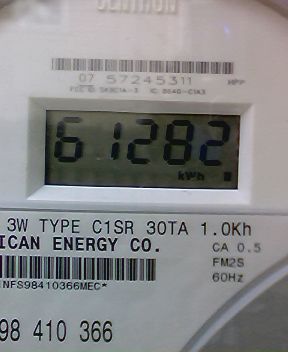 CENTRON
07 57245311
HPP
61282
kWh
3W TYPE C1SR 30TA 1.0Kh
ICAN ENERGY CO.
CA 0.5
FM2S
60Hz
NFS98410366MEC*
98 410 366